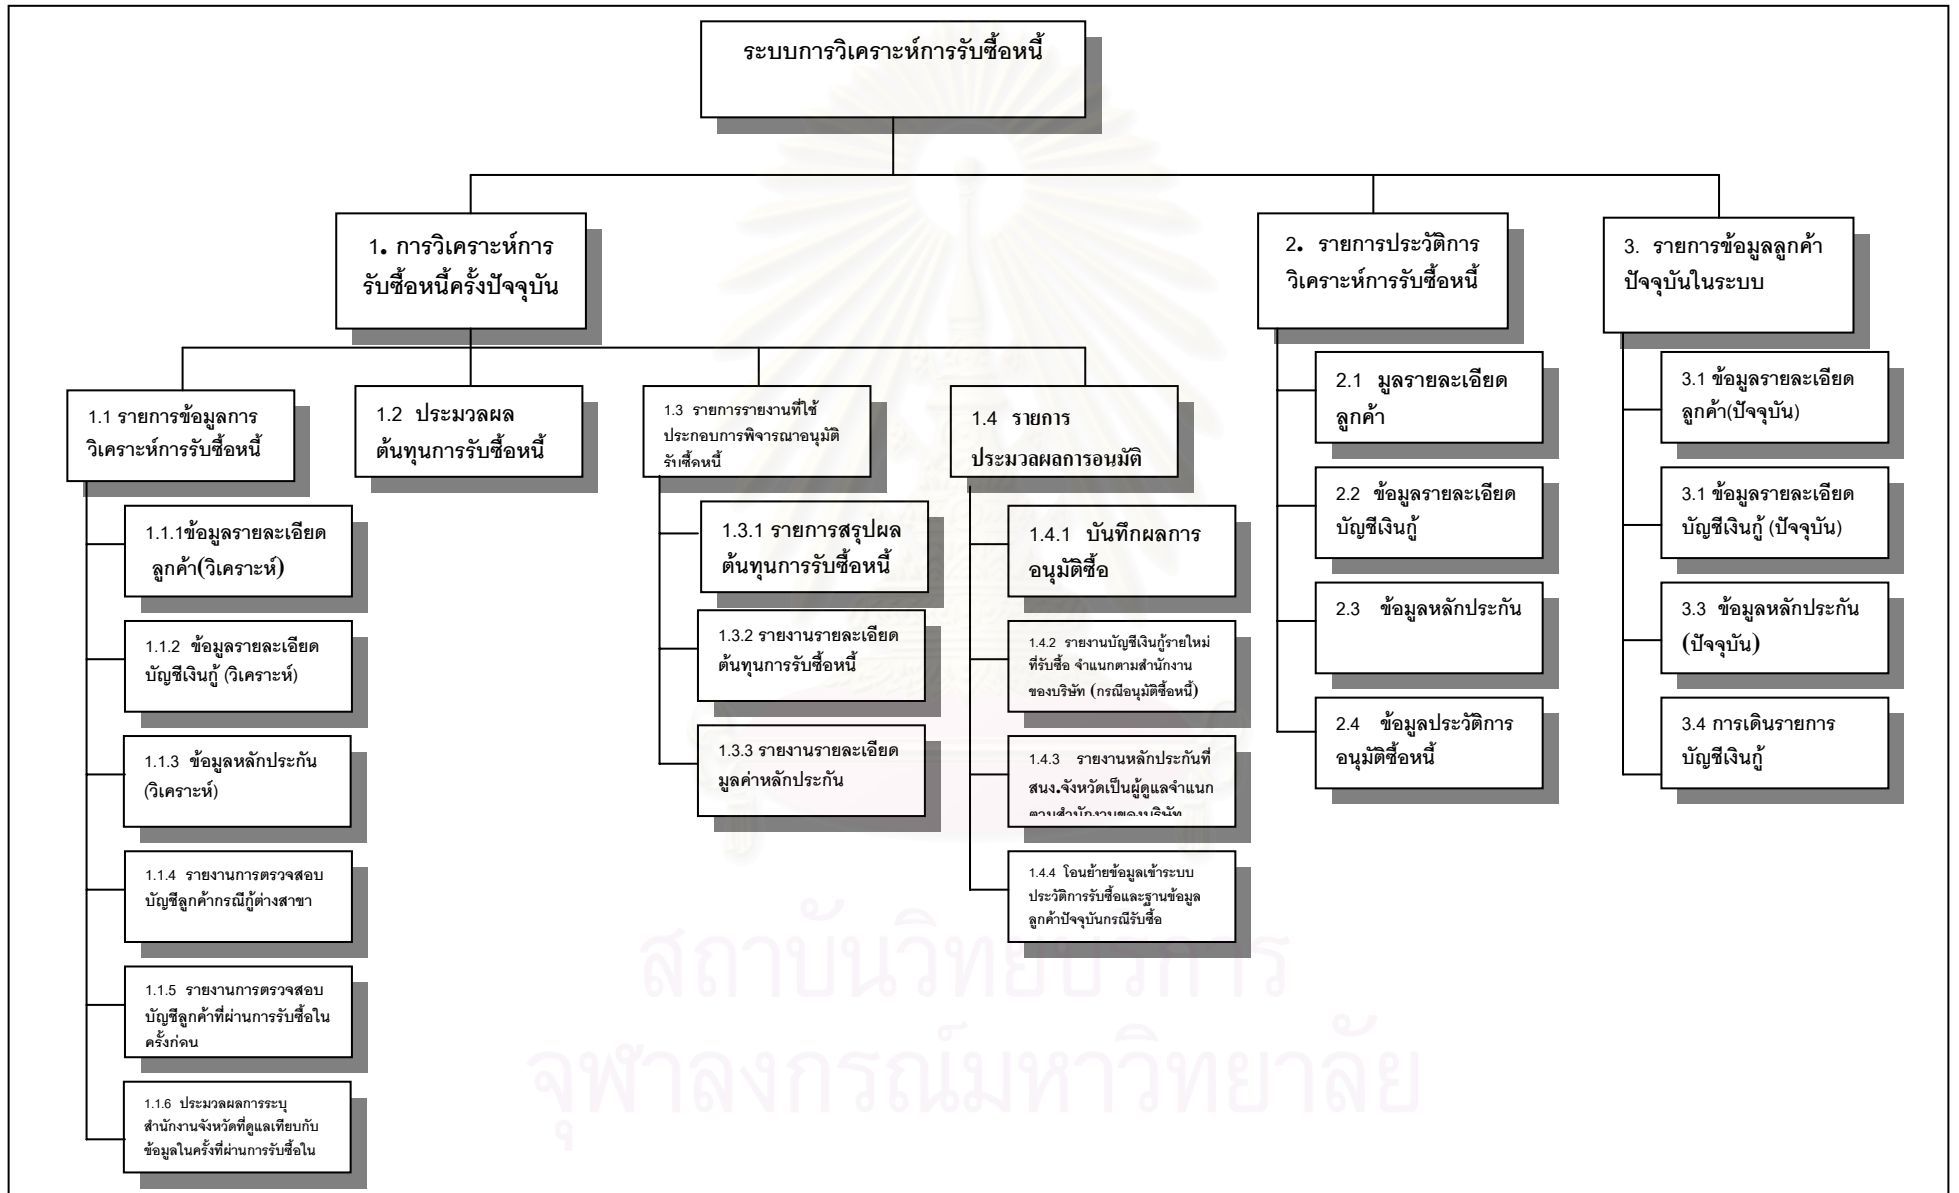 ระบบการวิเคราะห์การรับซื้อหนี้
1. การวิเคราะห์การ
รับซื้อหนี้ครั้งปัจจุบัน
2. รายการประวัติการ
วิเคราะห์การรับซื้อหนี้
3. รายการข้อมูลลูกค้า
ปัจจุบันในระบบ
1.1 รายการข้อมูลการ
วิเคราะห์การรับซื้อหนี้
1.2 ประมวลผล
ต้นทุนการรับซื้อหนี้
1.3 รายการรายงานที่ใช้
ประกอบการพิจารณาอนุมัติ
รับซื้อหนี้
1.4 รายการ
ประมวลผลการอนุมัติ
1.1.1ข้อมูลรายละเอียด
ลูกค้า(วิเคราะห์)
1.1.2 ข้อมูลรายละเอียด
บัญชีเงินกู้ (วิเคราะห์)
1.1.3 ข้อมูลหลักประกัน
(วิเคราะห์)
1.1.4 รายงานการตรวจสอบ
บัญชีลูกค้ากรณีกู้ต่างสาขา
1.1.5 รายงานการตรวจสอบ
บัญชีลูกค้าที่ผ่านการรับซื้อใน
ครั้งก่อน
1.1.6 ประมวลผลการระบุ
สำนักงานจังหวัดที่ดูแลเทียบกับ
ข้อมูลในครั้งที่ผ่านการรับซื้อใน
1.3.1 รายการสรุปผล
ต้นทุนการรับซื้อหนี้
1.3.2 รายงานรายละเอียด
ต้นทุนการรับซื้อหนี้
1.3.3 รายงานรายละเอียด
มูลค่าหลักประกัน
1.4.1 บันทึกผลการ
อนุมัติซื้อ
1.4.2 รายงานบัญชีเงินกู้รายใหม่
ที่รับซื้อ จำแนกตามสำนักงาน
ของบริษัท (กรณีอนุมัติซื้อหนี้)
1.4.3 รายงานหลักประกันที่
สนง.จังหวัดเป็นผู้ดูแลจำแนก
ตามสำนักงานของบริษัท
1.4.4 โอนย้ายข้อมูลเข้าระบบ
ประวัติการรับซื้อและฐานข้อมูล
ลูกค้าปัจจุบันกรณีรับซื้อ
2.1 มูลรายละเอียด
ลูกค้า
2.2 ข้อมูลรายละเอียด
บัญชีเงินกู้
2.3 ข้อมูลหลักประกัน
2.4 ข้อมูลประวัติการ
อนุมัติซื้อหนี้
3.1 ข้อมูลรายละเอียด
ลูกค้า(ปัจจุบัน)
3.1 ข้อมูลรายละเอียด
บัญชีเงินกู้ (ปัจจุบัน)
3.3 ข้อมูลหลักประกัน
(ปัจจุบัน)
3.4 การเดินรายการ
บัญชีเงินกู้
สถาบันวิทยบริการ
จุฬาลงกรณ์มหาวิทยาลัย